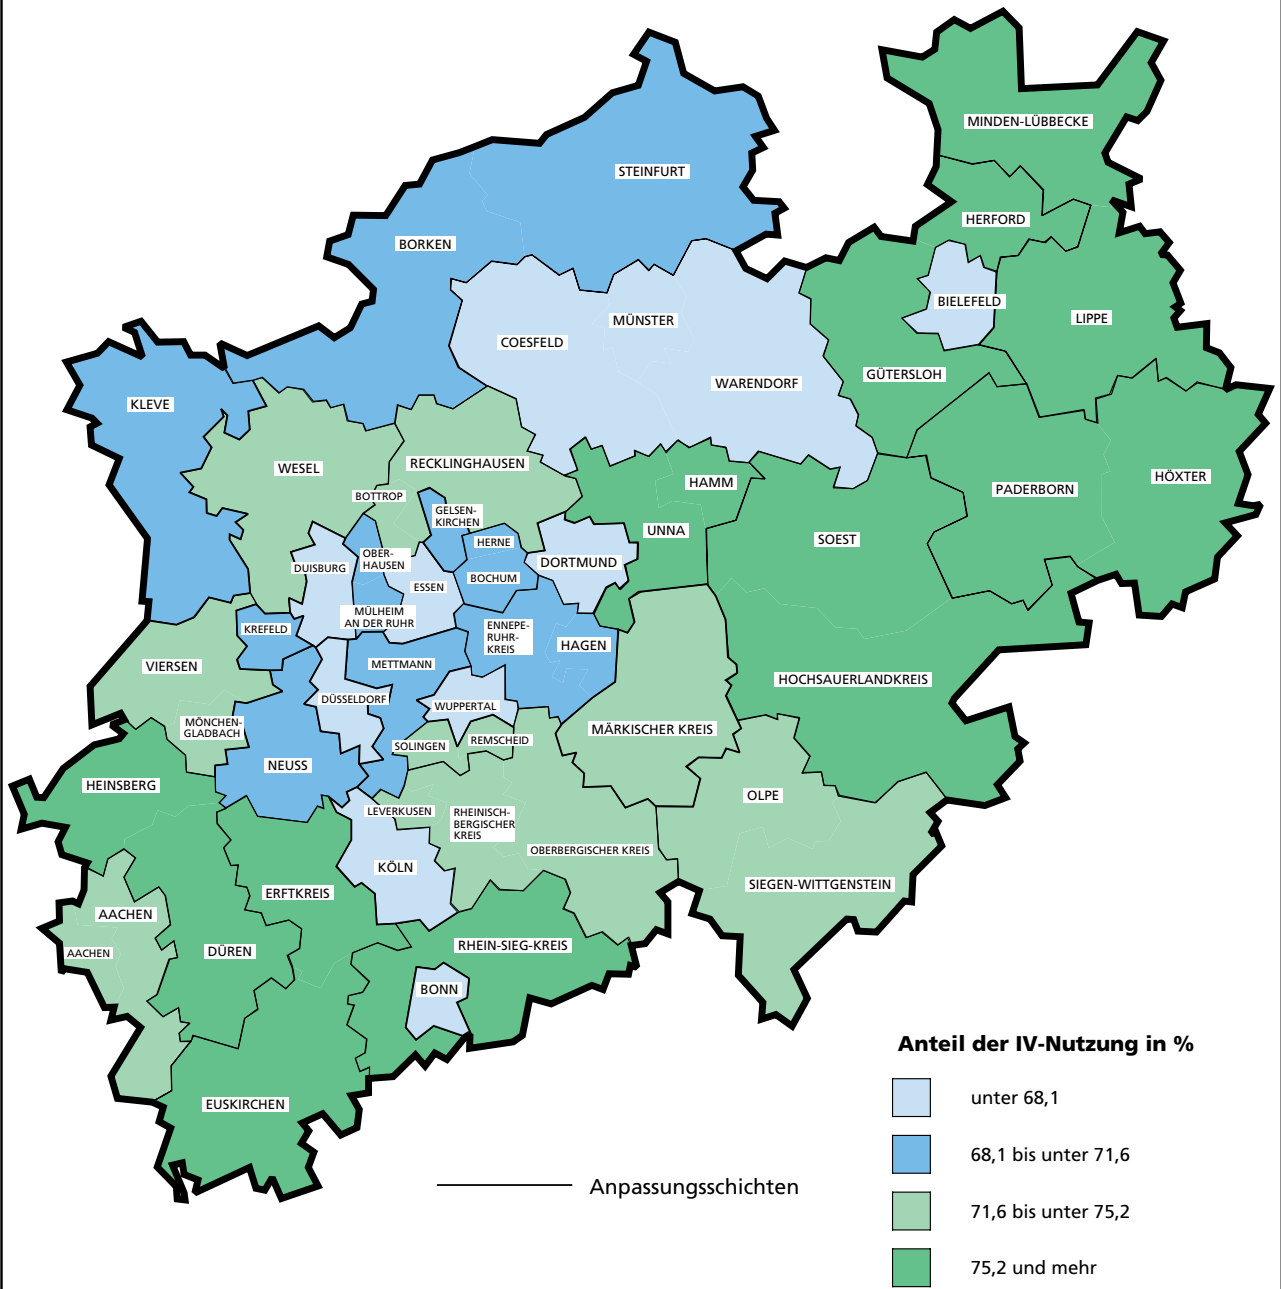 MINDEN-LÜBBECKE
STEINFURT
HERFORD
BORKEN
BIELEFELD
LIPPE
MÜNSTER
COESFELD
GÜTERSLOH
WARENDORF
KLEVE
RECKLINGHAUSEN
WESEL
HÖXTER
HAMM
PADERBORN
BOTTROP
GELSEN-
KIRCHEN
UNNA
SOEST
HERNE
OBER-
HAUSEN
DORTMUND
DUISBURG
BOCHUM
ESSEN
MÜLHEIM
AN DER RUHR
KREFELD
ENNEPE-
RUHR-
KREIS
HAGEN
VIERSEN
METTMANN
HOCHSAUERLANDKREIS
DÜSSELDORF
WUPPERTAL
MÖNCHEN-
GLADBACH
MÄRKISCHER KREIS
SOLINGEN
REMSCHEID
NEUSS
HEINSBERG
OLPE
LEVERKUSEN
RHEINISCH-
BERGISCHER
KREIS
OBERBERGISCHER KREIS
KÖLN
SIEGEN-WITTGENSTEIN
ERFTKREIS
AACHEN
RHEIN-SIEG-KREIS
AACHEN
DÜREN
BONN
EUSKIRCHEN
Anteil der IV-Nutzung in %
unter 68,1
68,1 bis unter 71,6
Anpassungsschichten
71,6 bis unter 75,2
75,2 und mehr